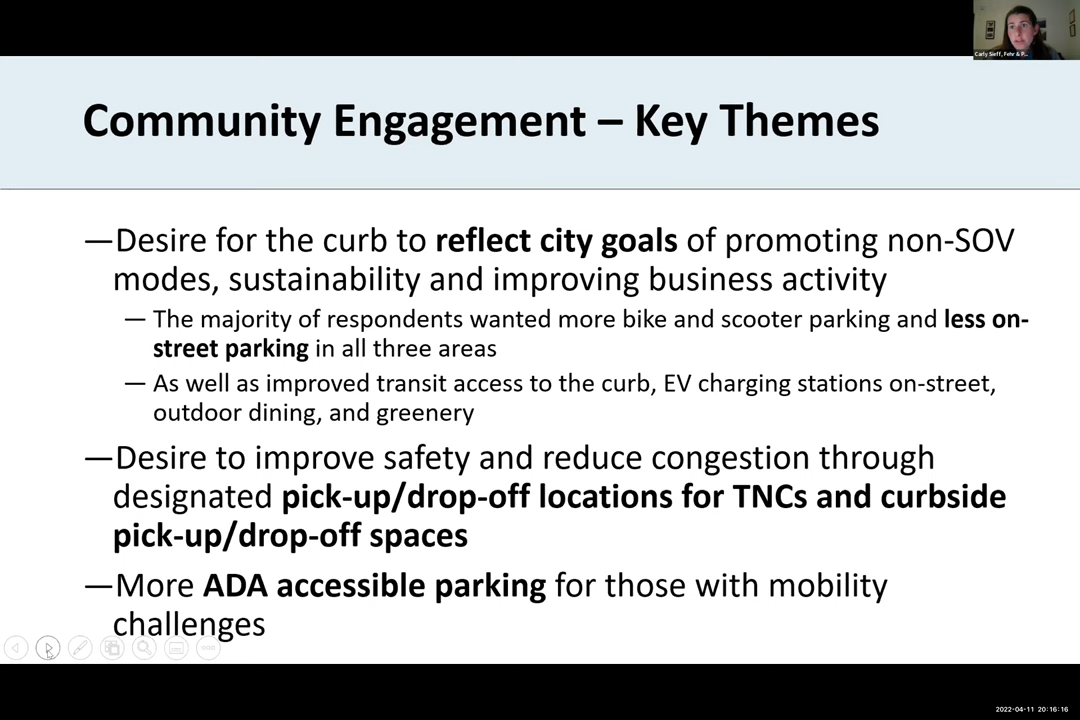 Carly Sieff, Fehr & P...
Community Engagement – Key Themes
—Desire for the curb to reflect city goals of promoting non-SOV
modes, sustainability and improving business activity
— The majority of respondents wanted more bike and scooter parking and less on-
street parking in all three areas
— As well as improved transit access to the curb, EV charging stations on-street,
outdoor dining, and greenery
—Desire to improve safety and reduce congestion through
designated pick-up/drop-off locations for TNCs and curbside
pick-up/drop-off spaces
—More ADA accessible parking for those with mobility
challenges
2022-04-11 20:16:16